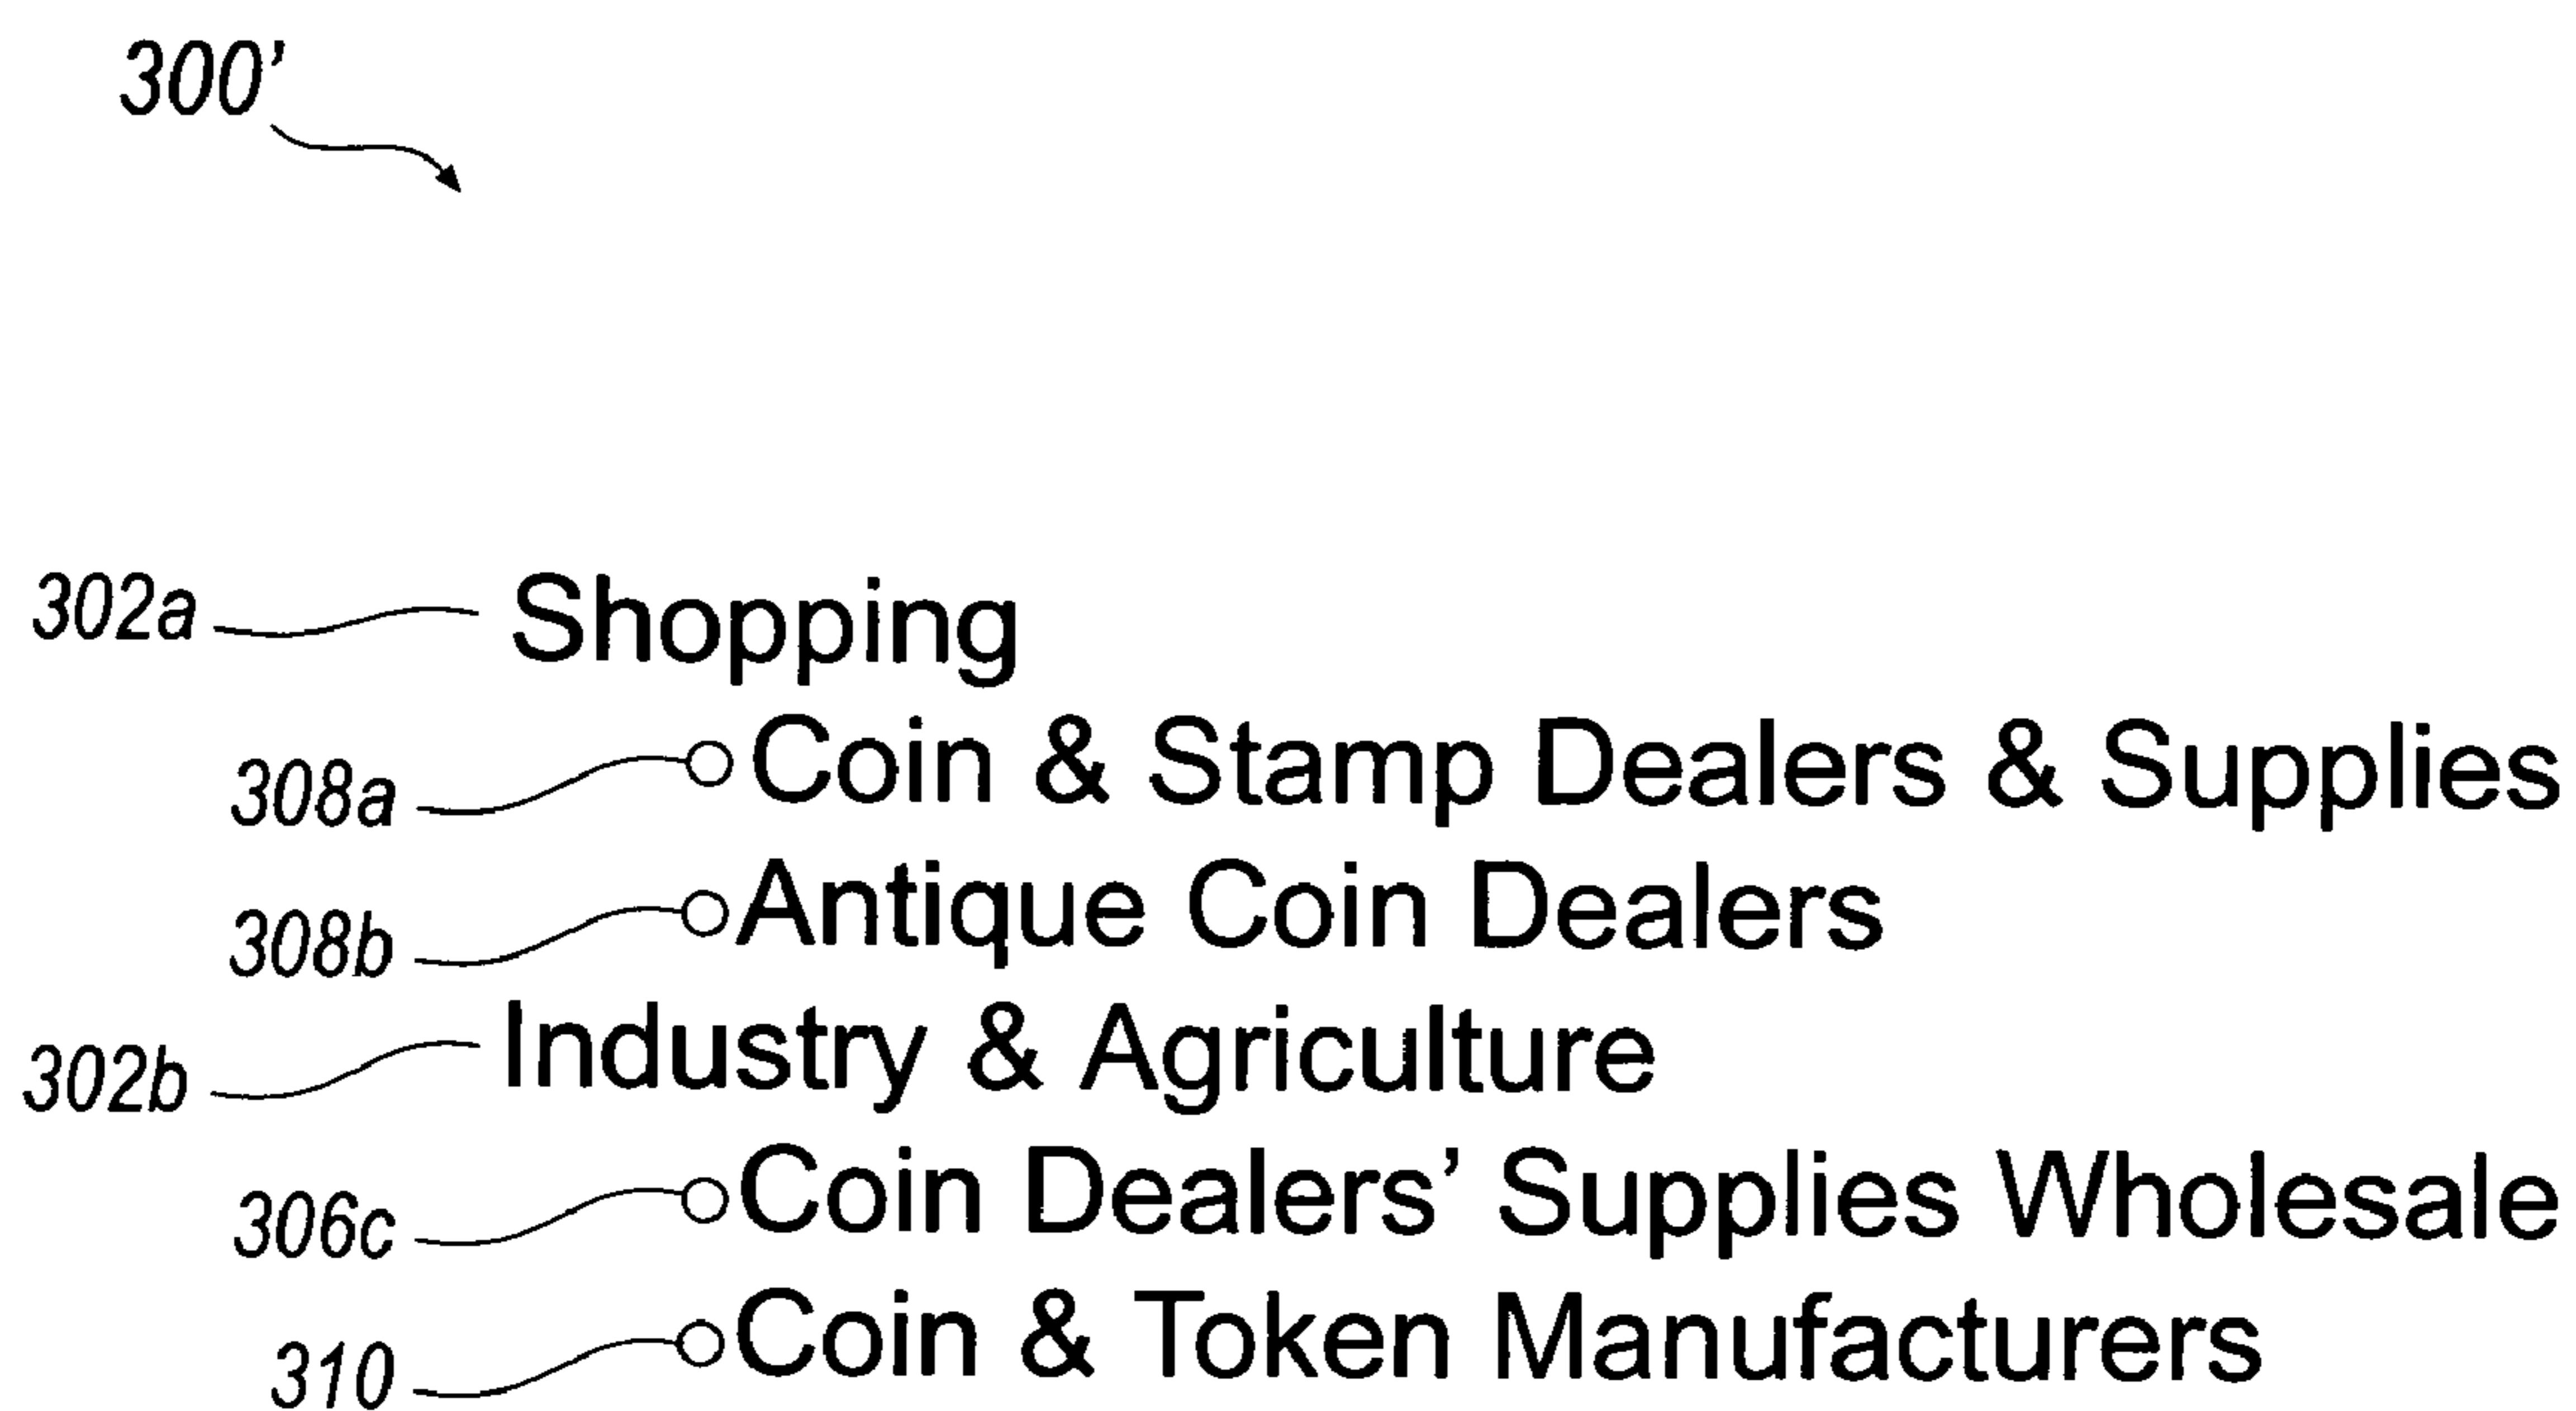 300’
302a Shopping
308a Coin & Stamp Dealers & Supplies
308b Antique Coin Dealers
302b Industry & Agriculture
306c Coin Dealers’ Supplies Wholesale
310 Coin & Token Manufacturers